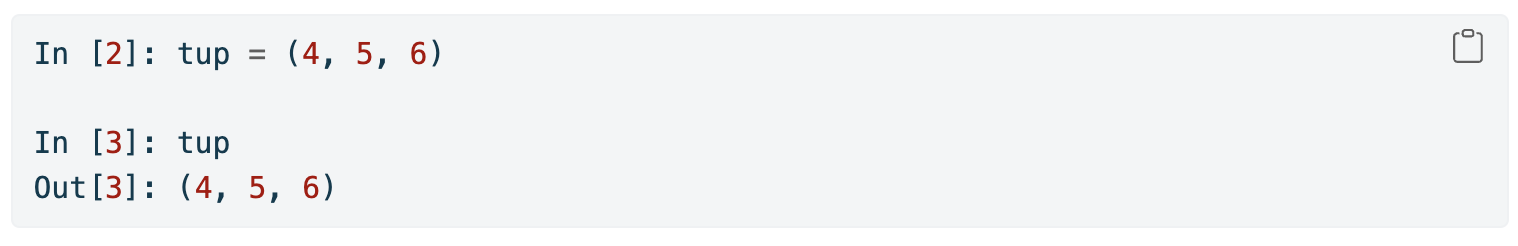 In [2]: tup = (4, 5, 6)
In [3]: tup
Out[3]: (4, 5, 6)